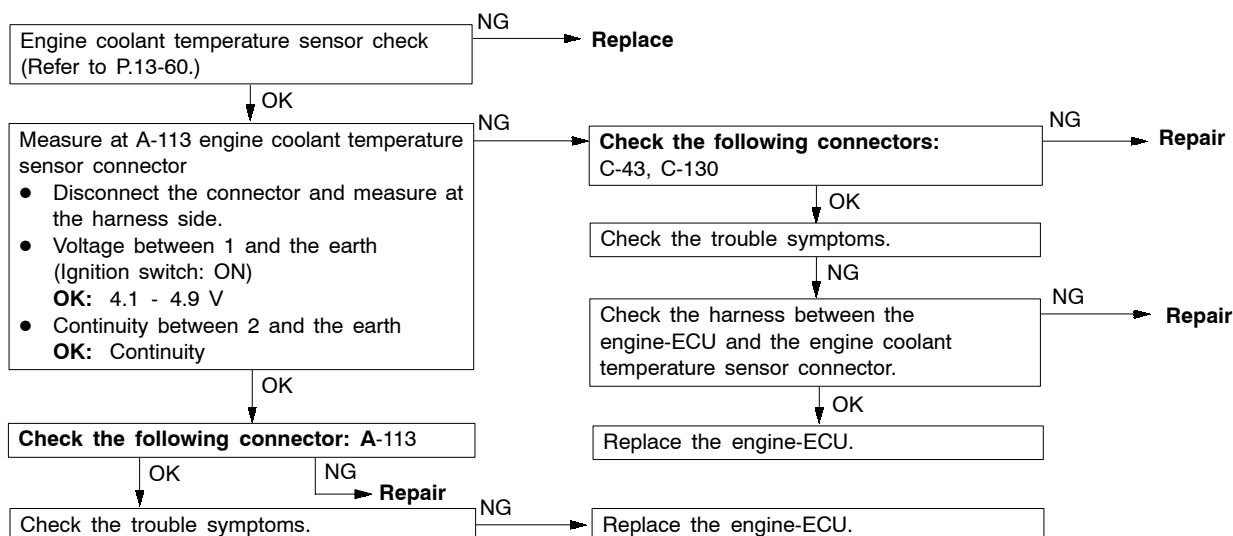 Engine coolant temperature sensor check
(Refer to P.13-60.)
NG
Replace
OK
Measure at A-113 engine coolant temperature
sensor connector
● Disconnect the connector and measure at
the harness side.
● Voltage between 1 and the earth
(Ignition switch: ON)
OK: 4.1 - 4.9 V
● Continuity between 2 and the earth
OK: Continuity
NG
Check the following connectors:
C-43, C-130
NG
Repair
OK
Check the trouble symptoms.
NG
Check the harness between the
engine-ECU and the engine coolant
temperature sensor connector.
NG
Repair
OK
Replace the engine-ECU.
OK
Check the following connector: A-113
OK
NG
Repair
Check the trouble symptoms.
NG
Replace the engine-ECU.